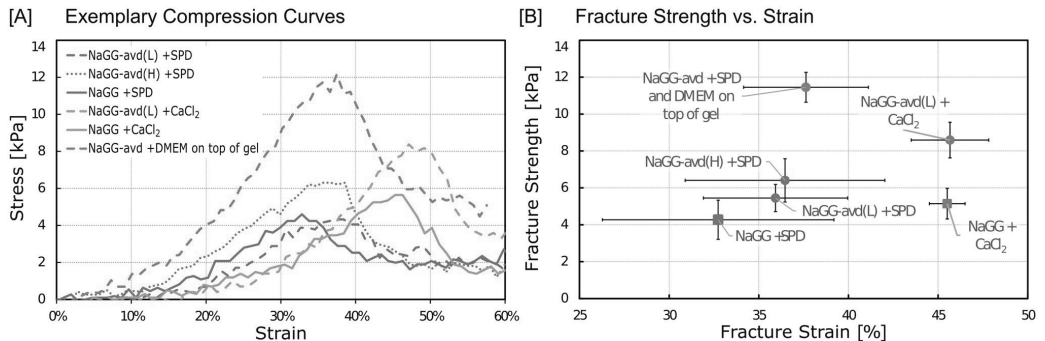 [A] Exemplary Compression Curves
14
12
10
8
6
4
2
0
Stress [kPa]
NaGG-avd(L) +SPD
NaGG-avd(H) +SPD
NaGG +SPD
NaGG-avd(L) +CaCl2
NaGG +CaCl2
NaGG-avd +DMEM on top of gel
0% 10% 20% 30% 40% 50% 60%
Strain
[B] Fracture Strength vs. Strain
14
12
10
8
6
4
2
0
Fracture Strength [kPa]
NaGG-avd +SPD
and DMEM on
top of gel
NaGG-avd(L) +
CaCl2
NaGG-avd(H) +SPD
NaGG-avd(L) +SPD
NaGG +SPD
NaGG +
CaCl2
25 30 35 40 45 50
Fracture Strain [%]